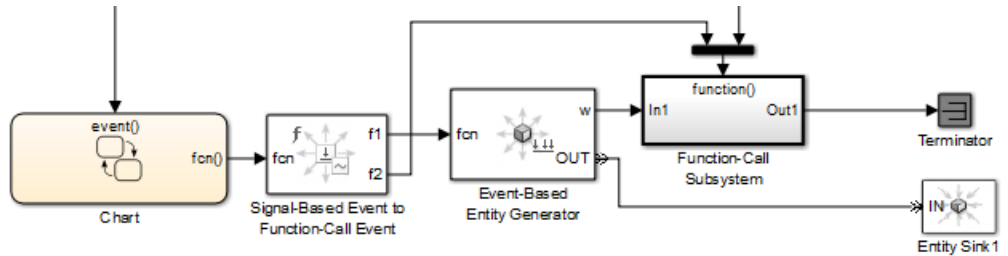 event()
fcn()
Chart
f
fcn
f1
f2
Signal-Based Event to
Function-Call Event
fcn
w
OUT
Event-Based
Entity Generator
function()
In1
Out1
Function-Call
Subsystem
Terminator
IN
Entity Sink1